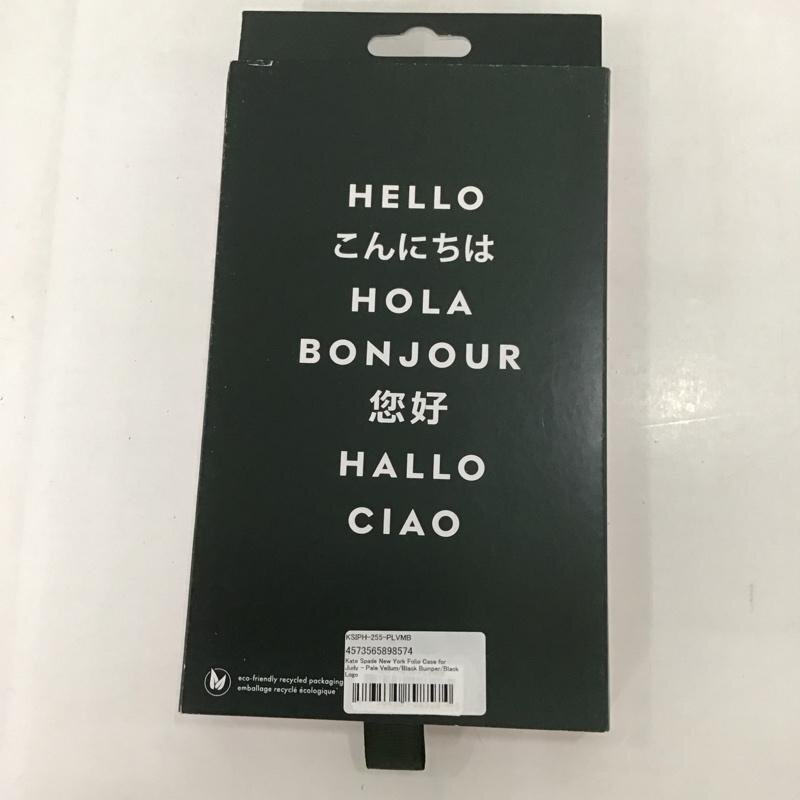 HELLO
こんにちは
HOLA
BONJOUR
您好
HALLO
CIAO
KSIPH-255-PLVMB
4573565898574
Kate Spade New York Folio Case for
Judy - Pale Vellum/Black Bumper/Black
Logo
eco-friendly recycled packaging
emballage recyclé écologique